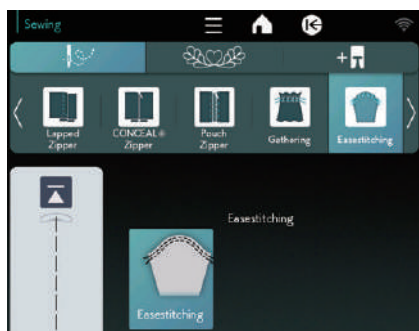 Sewing
Lapped Zipper
CONCEAL® Zipper
Pouch Zipper
Gathering
Easestitching
Easestitching
Easestitching